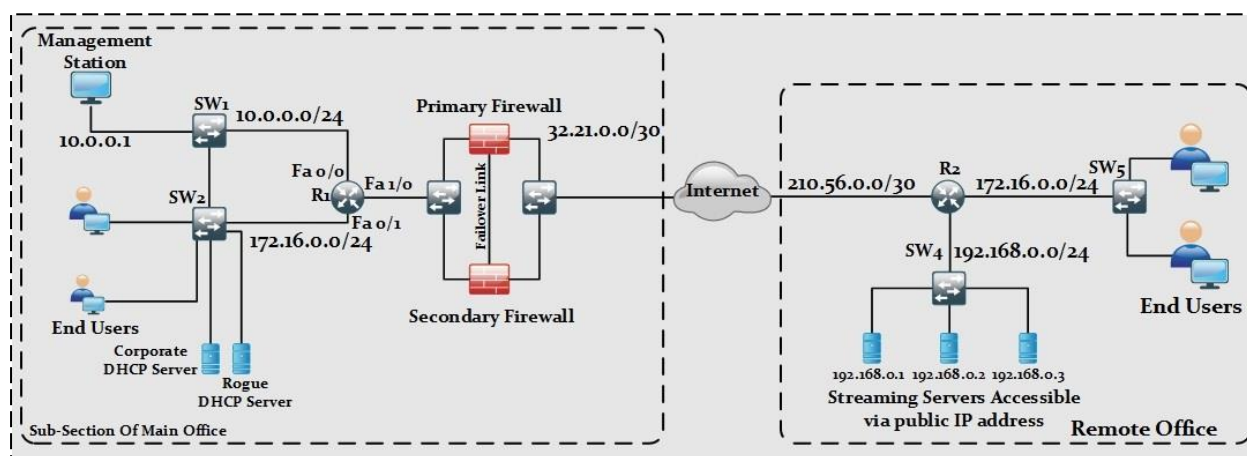 Management
Station
10.0.0.1
SW1
10.0.0.0/24
SW2
172.16.0.0/24
Fa 0/0
R1
Fa 1/0
Fa 0/1
End Users
Corporate
DHCP Server
Rogue
DHCP Server
Sub-Section Of Main Office
Primary Firewall
Failover Link
Secondary Firewall
32.21.0.0/30
Internet
210.56.0.0/30
R2
172.16.0.0/24
SW5
SW4
192.168.0.0/24
192.168.0.1
192.168.0.2
192.168.0.3
Streaming Servers Accessible
via public IP address
End Users
Remote Office